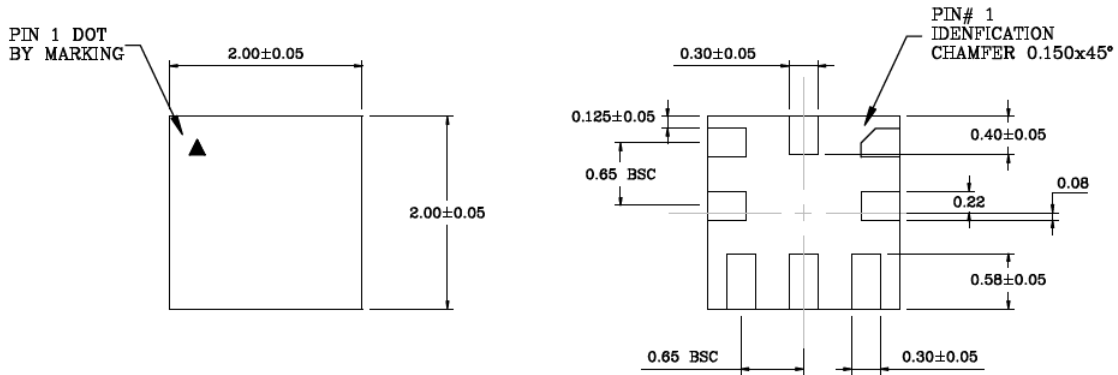 PIN 1 DOT
BY MARKING
2.00±0.05
2.00±0.05
PIN# 1
IDENFICATION
CHAMFER 0.150x45°
0.30±0.05
0.125±0.05
0.40±0.05
0.65 BSC
0.08
0.22
0.58±0.05
0.65 BSC
0.30±0.05